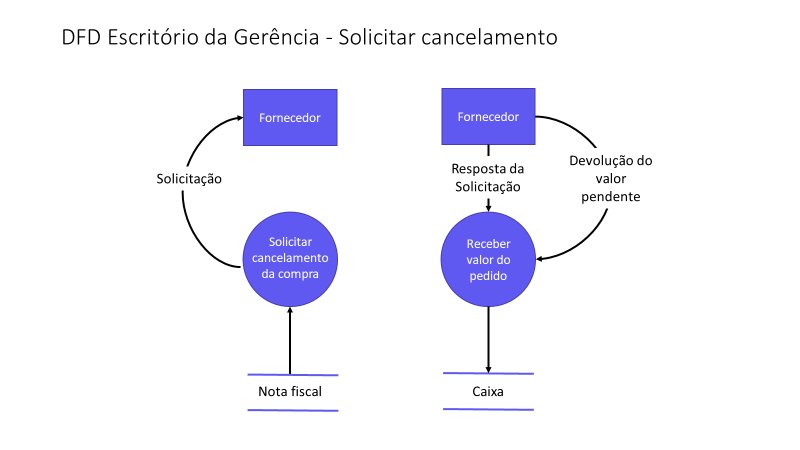 DFD Escritório da Gerência - Solicitar cancelamento
Fornecedor
Solicitação
Solicitar
cancelamento
da compra
Nota fiscal
Fornecedor
Resposta da
Solicitação
Devolução do
valor
pendente
Receber
valor do
pedido
Caixa